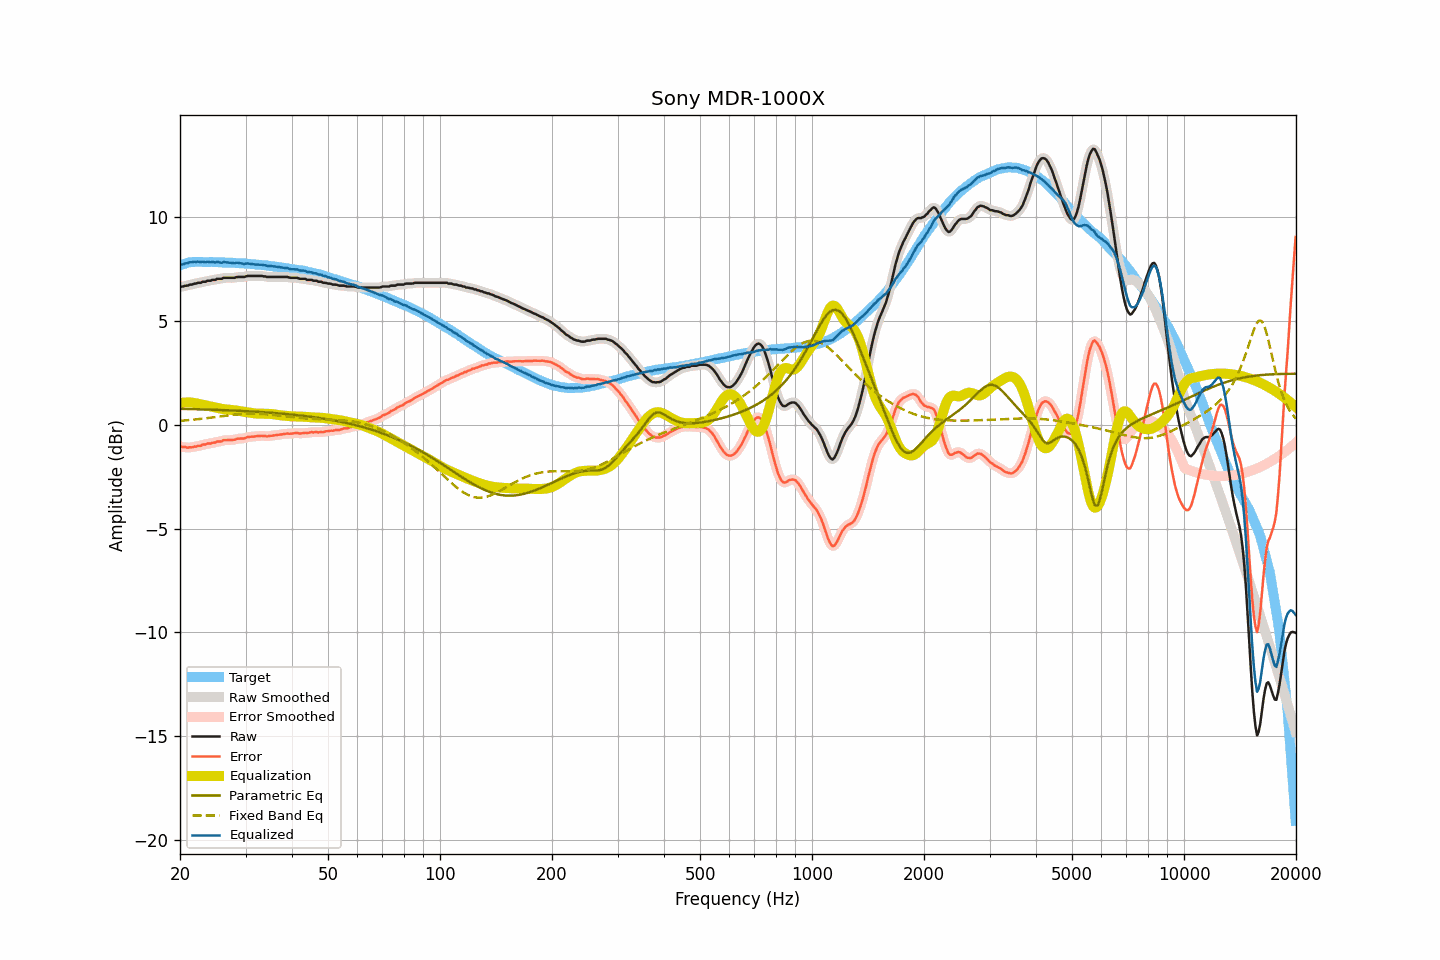 Sony MDR-1000X
Amplitude (dBr)
10
5
0
−5
−10
−15
−20
Target
Raw Smoothed
Error Smoothed
Raw
Error
Equalization
Parametric Eq
Fixed Band Eq
Equalized
20 50 100 200 500 1000 2000 5000 10000 20000
Frequency (Hz)